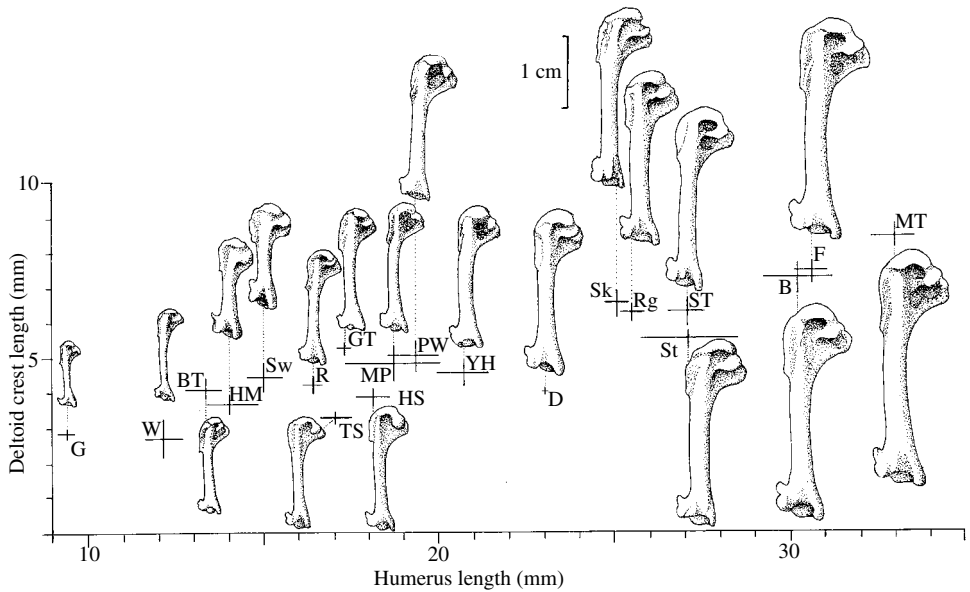 1 cm
10
5
Deltoid crest length (mm)
MT
F
B
Sk
Rg
ST
St
PW
GT
MP
YH
Sw
R
HS
D
BT
HM
TS
W
G
10
20
30
Humerus length (mm)